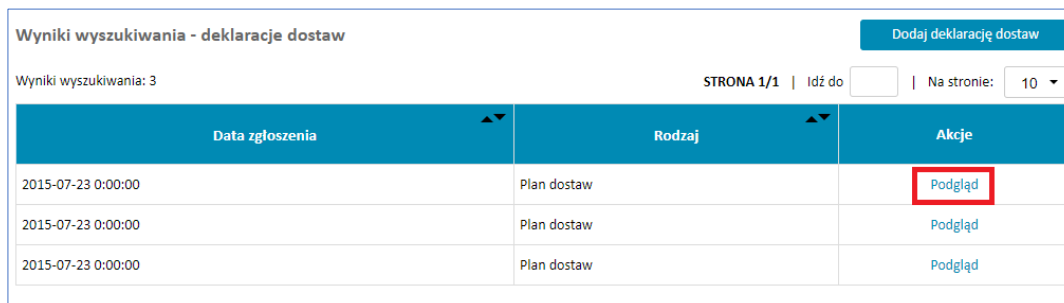 Wyniki wyszukiwania - deklaracje dostaw Dodaj deklarację dostaw
Wyniki wyszukiwania: 3 STRONA 1/1 | Idź do | Na stronie: 10
Data zgłoszenia Rodzaj Akcje
2015-07-23 0:00:00 Plan dostaw Podgląd
2015-07-23 0:00:00 Plan dostaw Podgląd
2015-07-23 0:00:00 Plan dostaw Podgląd